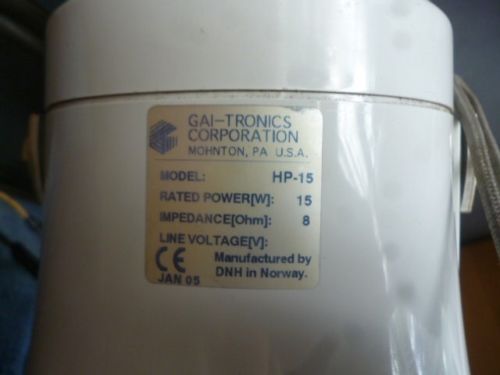 GAI-TRONICS
CORPORATION
MOHNTON, PA U.S.A.
MODEL: HP-15
RATED POWER[W]: 15
IMPEDANCE[Ohm]: 8
LINE VOLTAGE[V]:
CE Manufactured by
DNH in Norway.
JAN 05